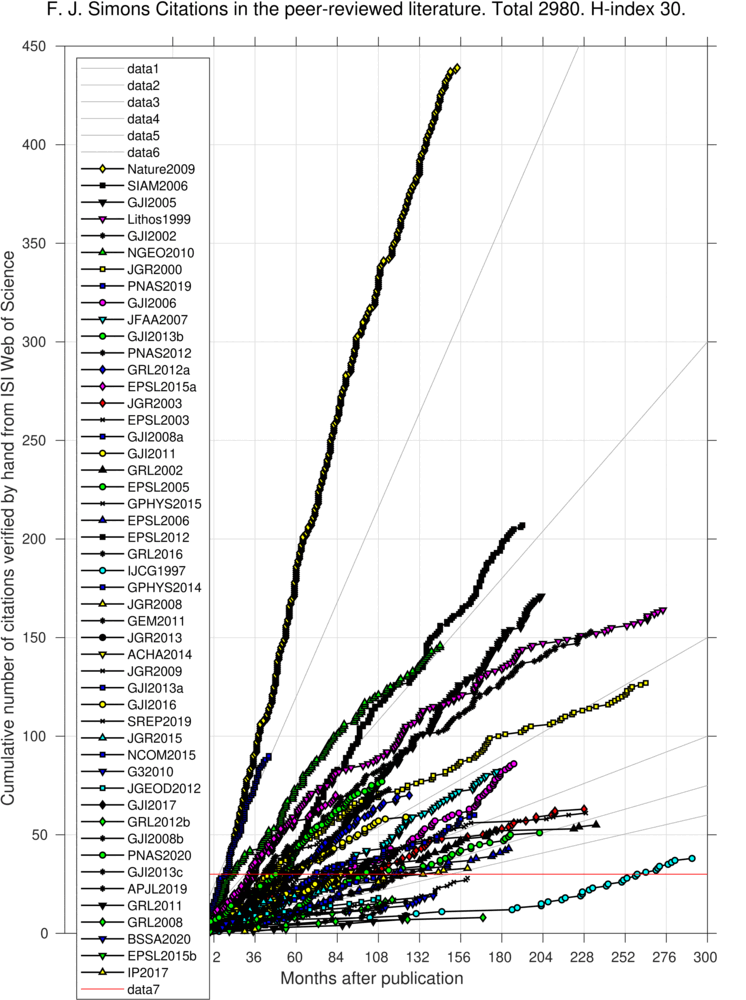 F. J. Simons Citations in the peer-reviewed literature. Total 2980. H-index 30.
Cumulative number of citations verified by hand from ISI Web of Science
450
400
350
300
250
200
150
100
50
0
data1
data2
data3
data4
data5
data6
Nature2009
SIAM2006
GJI2005
Lithos1999
GJI2002
NGEO2010
JGR2000
PNAS2019
GJI2006
JFAA2007
GJI2013b
PNAS2012
GRL2012a
EPSL2015a
JGR2003
EPSL2003
GJI2008a
GJI2011
GRL2002
EPSL2005
GPHYS2015
EPSL2006
EPSL2012
GRL2016
IJCG1997
GPHYS2014
JGR2008
GEM2011
JGR2013
ACHA2014
JGR2009
GJI2013a
GJI2016
SREP2019
JGR2015
NCOM2015
G32010
JGEOD2012
GJI2017
GRL2012b
GJI2008b
PNAS2020
GJI2013c
APJL2019
GRL2011
GRL2008
BSSA2020
EPSL2015b
IP2017
data7
2 36 60 84 108 132 156 180 204 228 252 276 300
Months after publication